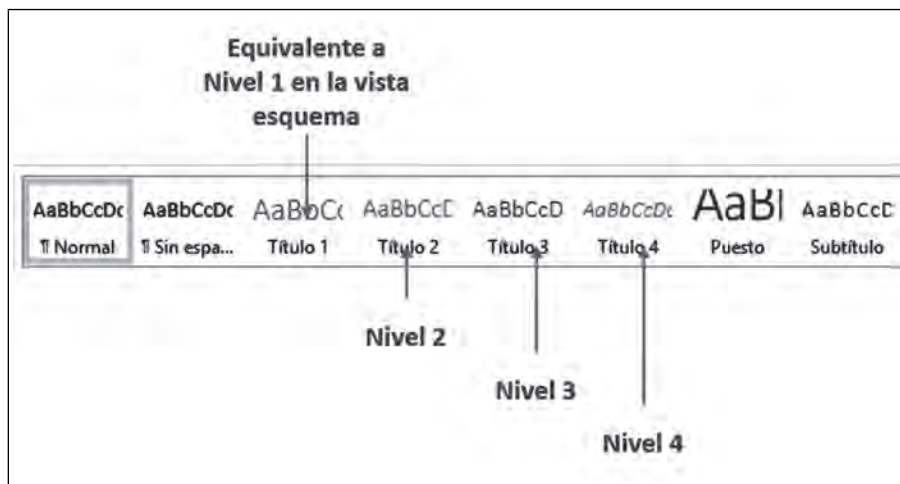 Equivalente a
Nivel 1 en la vista
esquema
AaBbCcDc AaBbCcDc AaBbCc AaBbCcD AaBbCcD AaBbCcDc AaBl AaBbCcD
¶ Normal ¶ Sin espa... Título 1 Título 2 Título 3 Título 4 Puesto Subtítulo
Nivel 2
Nivel 3
Nivel 4